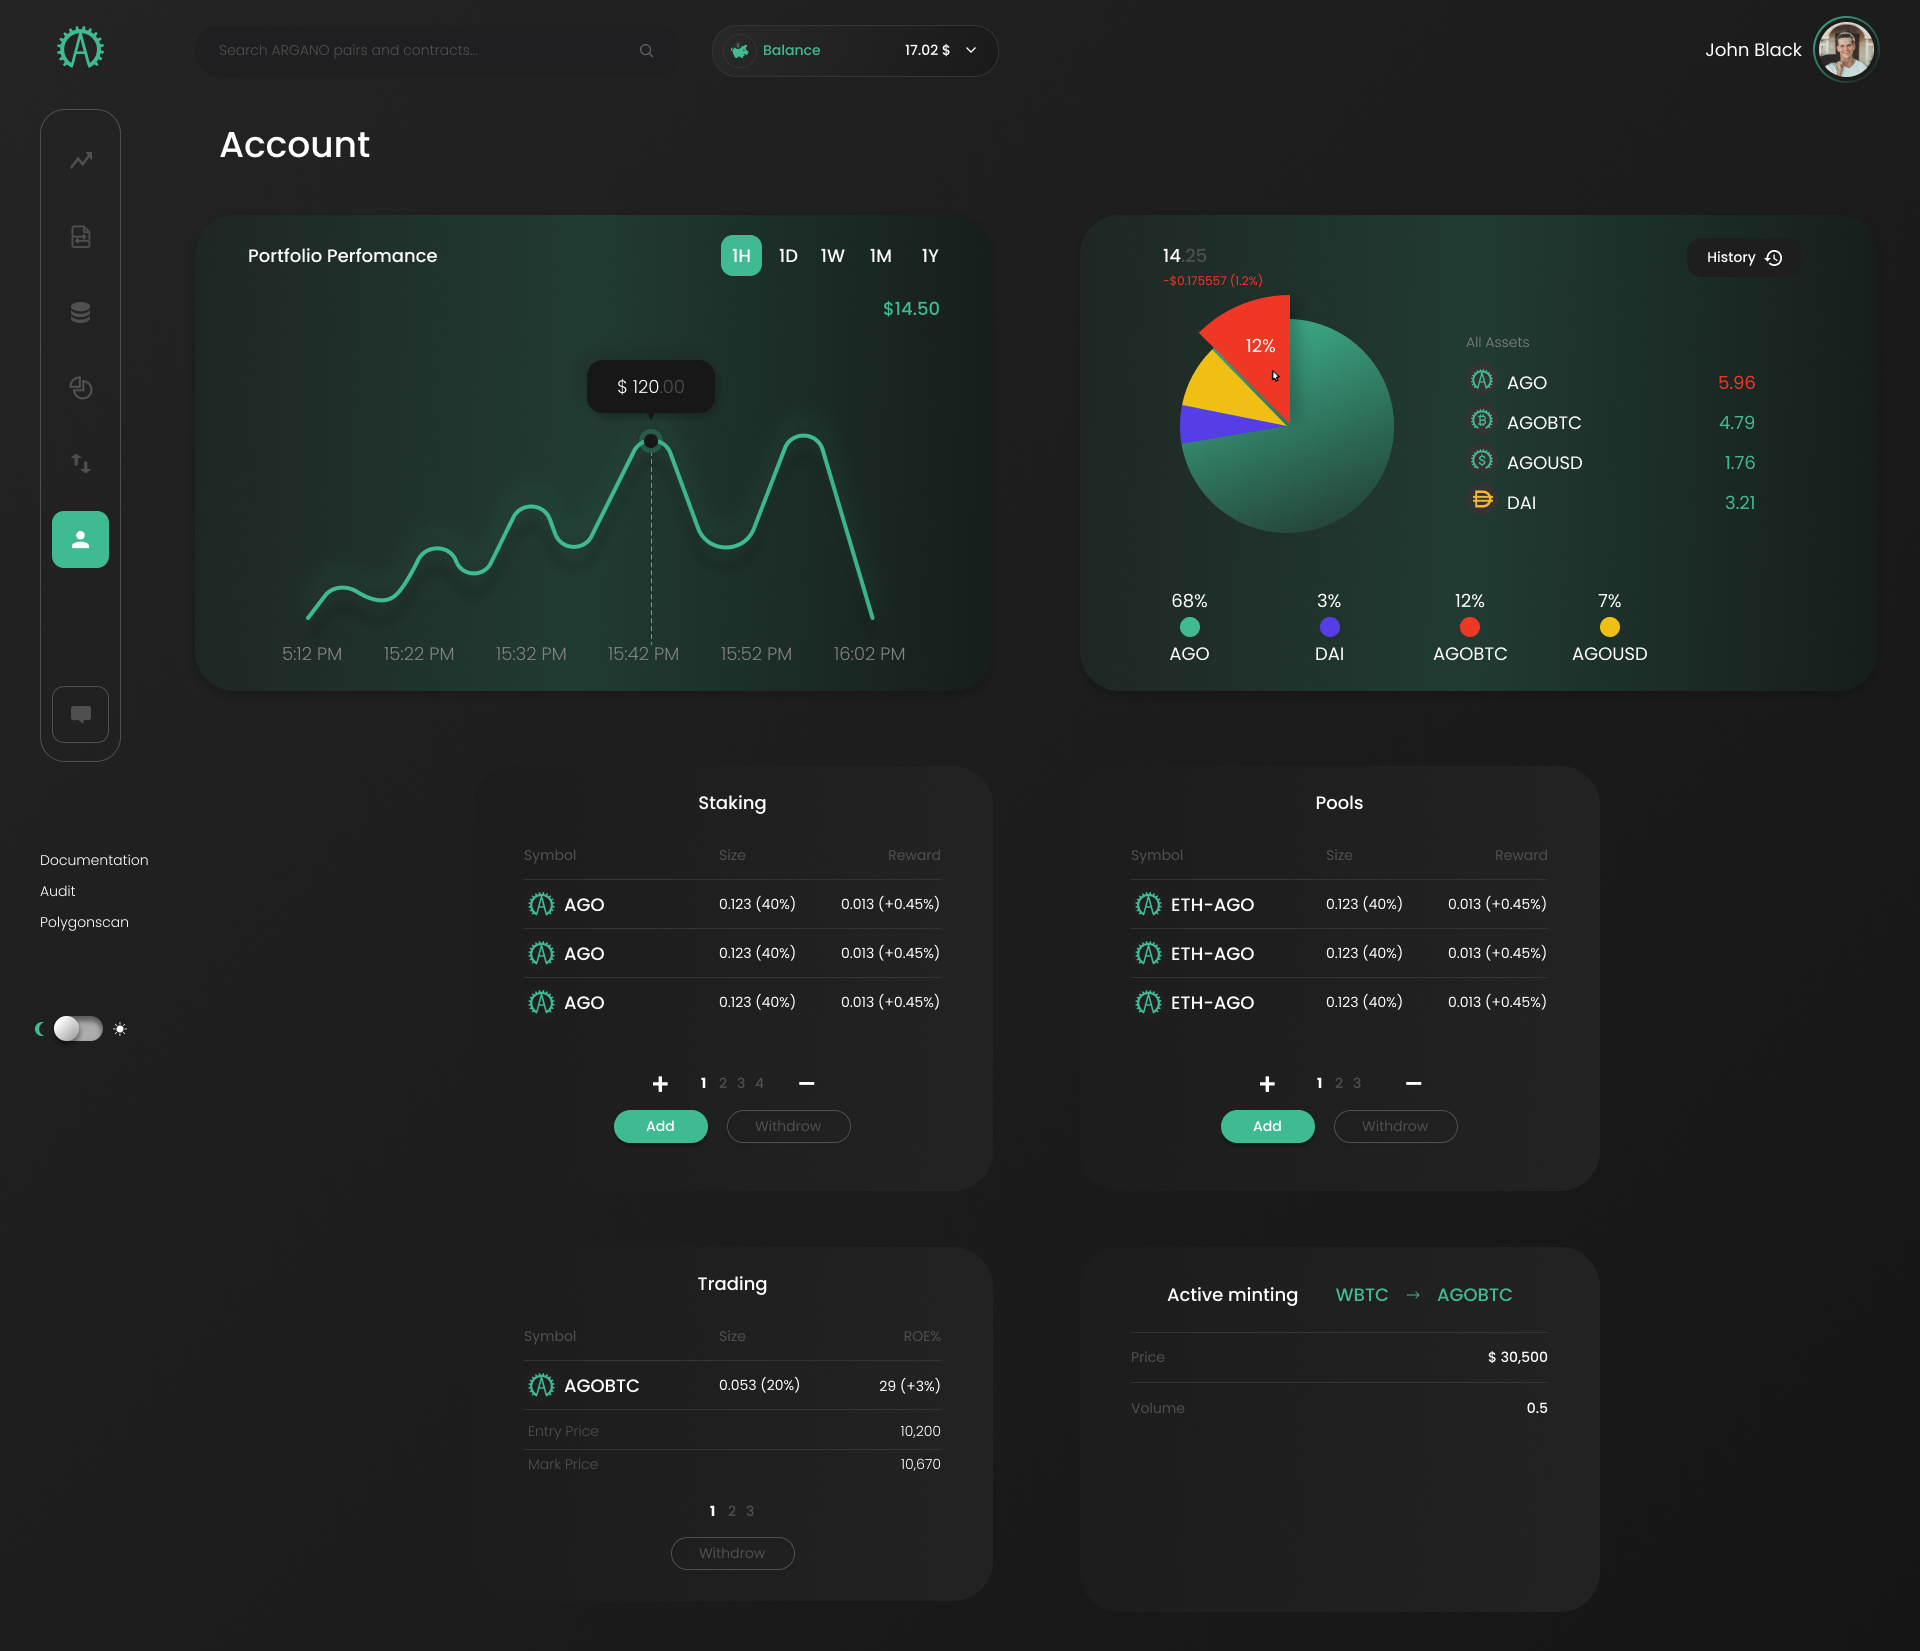 Search ARGANO pairs and contracts...
Balance 17.02 $
John Black
Account
Portfolio Perfomance 1H 1D 1W 1M 1Y
$14.50
$ 120.00
5:12 PM 15:22 PM 15:32 PM 15:42 PM 15:52 PM 16:02 PM
14.25
-$0.175557 (1.2%)
History
12%
All Assets
AGO 5.96
AGOBTC 4.79
AGOUSD 1.76
DAI 3.21
68% 3% 12% 7%
AGO DAI AGOBTC AGOUSD
Documentation
Audit
Polygonscan
Staking
Symbol Size Reward
AGO 0.123 (40%) 0.013 (+0.45%)
AGO 0.123 (40%) 0.013 (+0.45%)
AGO 0.123 (40%) 0.013 (+0.45%)
+ 1 2 3 4 −
Add Withdrow
Pools
Symbol Size Reward
ETH-AGO 0.123 (40%) 0.013 (+0.45%)
ETH-AGO 0.123 (40%) 0.013 (+0.45%)
ETH-AGO 0.123 (40%) 0.013 (+0.45%)
+ 1 2 3 −
Add Withdrow
Trading
Symbol Size ROE%
AGOBTC 0.053 (20%) 29 (+3%)
Entry Price 10,200
Mark Price 10,670
1 2 3
Withdrow
Active minting WBTC → AGOBTC
Price $ 30,500
Volume 0.5